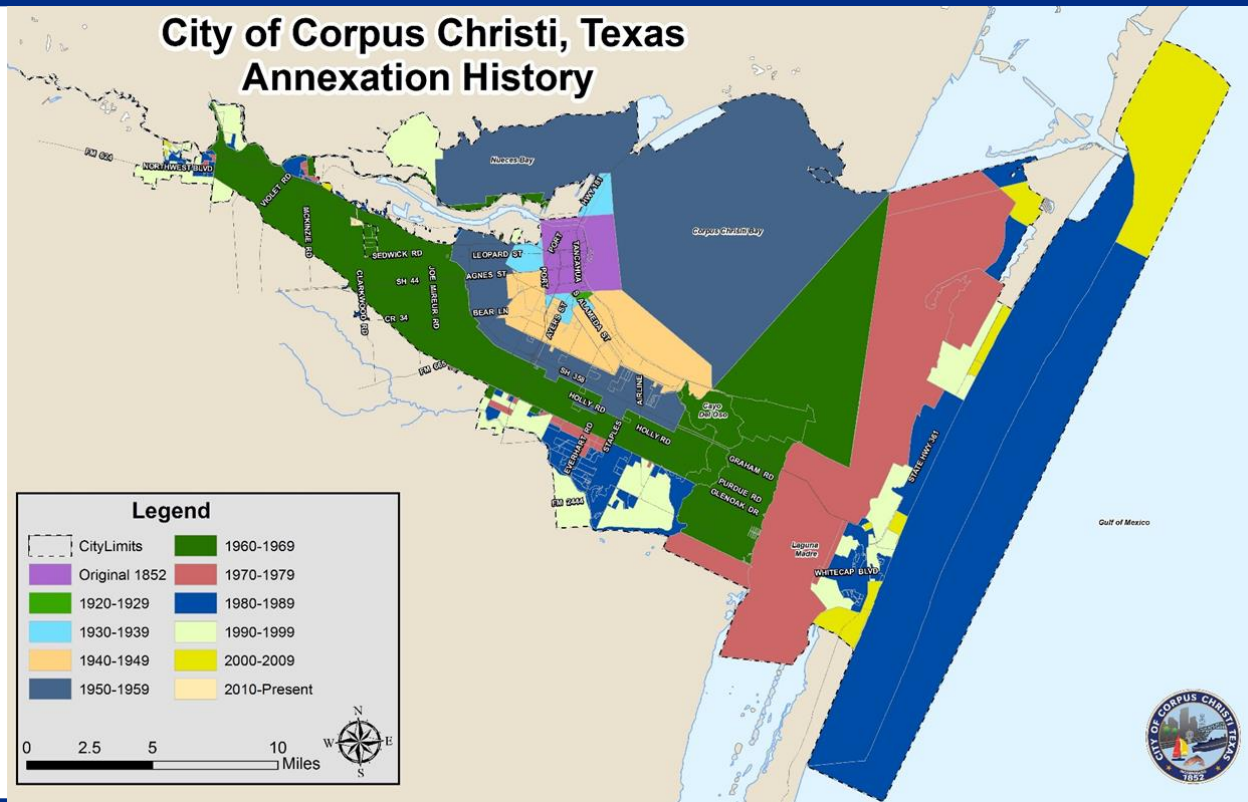 City of Corpus Christi, Texas
Annexation History
Nueces Bay
Corpus Christi Bay
FM 624
NORTHWEST BLVD
VIOLET RD
MCKINZIE RD
HWY 181
PORT
TANCAHUA
LEOPARD ST
SEDWICK RD
AGNES ST
PORT
SH 44
CLARKWOOD RD
JOE MIREUR RD
CR 34
BEAR LN
AYERS ST
S ALAMEDA ST
FM 665
SH 358
AIRLINE
HOLLY RD
Cayo
Del Oso
EVERHART RD
STAPLES
HOLLY RD
GRAHAM RD
PURDUE RD
GLENOAK DR
FM 2444
STATE HWY 361
Gulf of Mexico
Laguna
Madre
WHITECAP BLVD
Legend
CityLimits
Original 1852
1920-1929
1930-1939
1940-1949
1950-1959
1960-1969
1970-1979
1980-1989
1990-1999
2000-2009
2010-Present
0 2.5 5 10
Miles
N
W E
S
CITY OF CORPUS CHRISTI TEXAS
1852